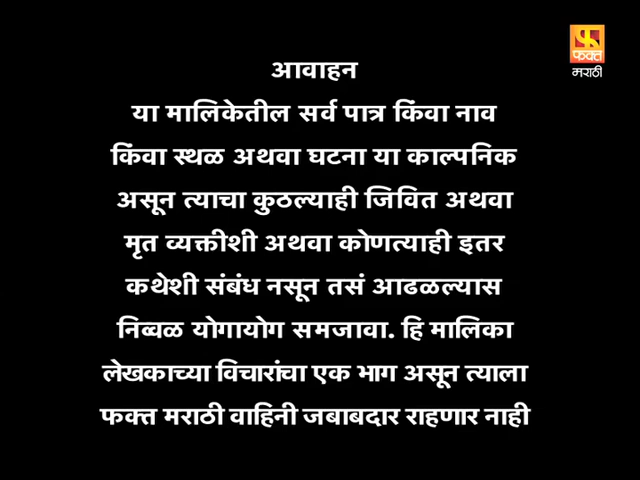 फक्त
मराठी
आवाहन
या मालिकेतील सर्व पात्र किंवा नाव
किंवा स्थळ अथवा घटना या काल्पनिक
असून त्याचा कुठल्याही जिवित अथवा
मृत व्यक्तीशी अथवा कोणत्याही इतर
कथेशी संबंध नसून तसं आढळल्यास
निव्वळ योगायोग समजावा. हि मालिका
लेखकाच्या विचारांचा एक भाग असून त्याला
फक्त मराठी वाहिनी जबाबदार राहणार नाही